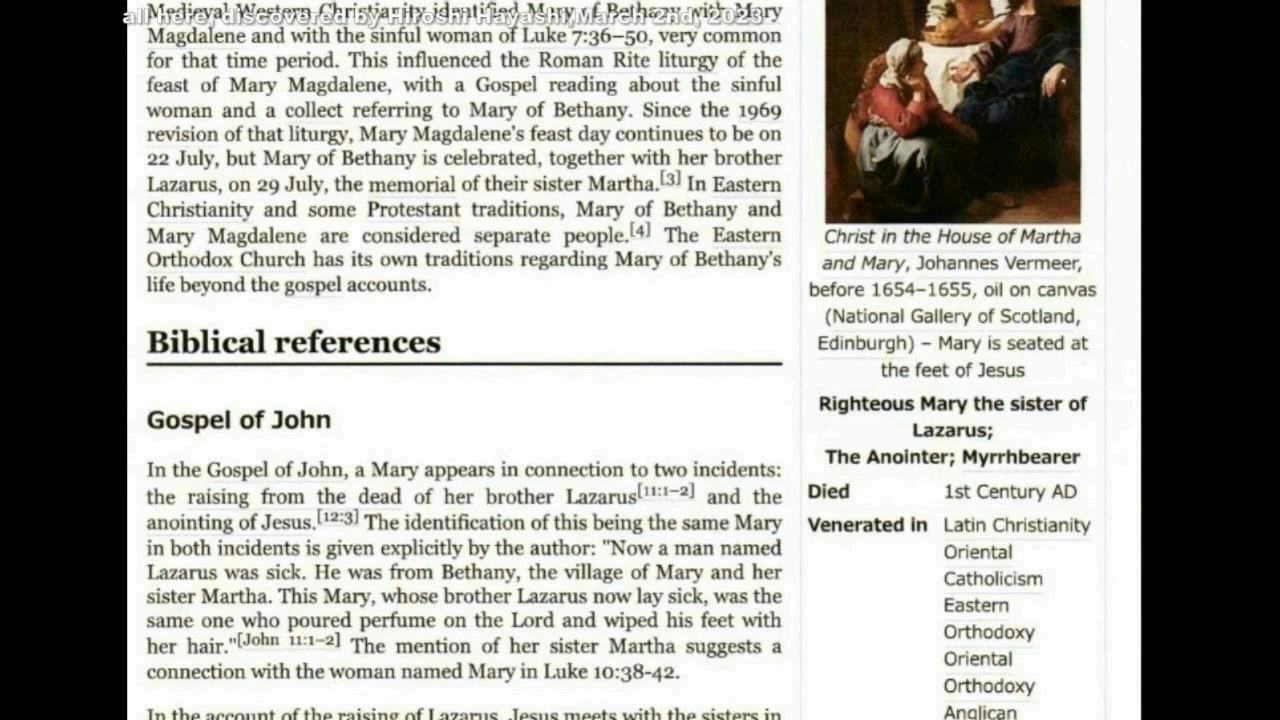 all here, discovered by Hiroshi Hayashi, March 2nd, 2023
Medieval Western Christianity identified Mary of Bethany with Mary
Magdalene and with the sinful woman of Luke 7:36–50, very common
for that time period. This influenced the Roman Rite liturgy of the
feast of Mary Magdalene, with a Gospel reading about the sinful
woman and a collect referring to Mary of Bethany. Since the 1969
revision of that liturgy, Mary Magdalene's feast day continues to be on
22 July, but Mary of Bethany is celebrated, together with her brother
Lazarus, on 29 July, the memorial of their sister Martha.[3] In Eastern
Christianity and some Protestant traditions, Mary of Bethany and
Mary Magdalene are considered separate people.[4] The Eastern
Orthodox Church has its own traditions regarding Mary of Bethany's
life beyond the gospel accounts.
Biblical references
Gospel of John
In the Gospel of John, a Mary appears in connection to two incidents:
the raising from the dead of her brother Lazarus[11:1–2] and the
anointing of Jesus.[12:3] The identification of this being the same Mary
in both incidents is given explicitly by the author: "Now a man named
Lazarus was sick. He was from Bethany, the village of Mary and her
sister Martha. This Mary, whose brother Lazarus now lay sick, was the
same one who poured perfume on the Lord and wiped his feet with
her hair."[John 11:1–2] The mention of her sister Martha suggests a
connection with the woman named Mary in Luke 10:38-42.
In the account of the raising of Lazarus, Jesus meets with the sisters in
Christ in the House of Martha
and Mary, Johannes Vermeer,
before 1654–1655, oil on canvas
(National Gallery of Scotland,
Edinburgh) – Mary is seated at
the feet of Jesus
Righteous Mary the sister of
Lazarus;
The Anointer; Myrrhbearer
Died 1st Century AD
Venerated in Latin Christianity
Oriental
Catholicism
Eastern
Orthodoxy
Oriental
Orthodoxy
Anglican